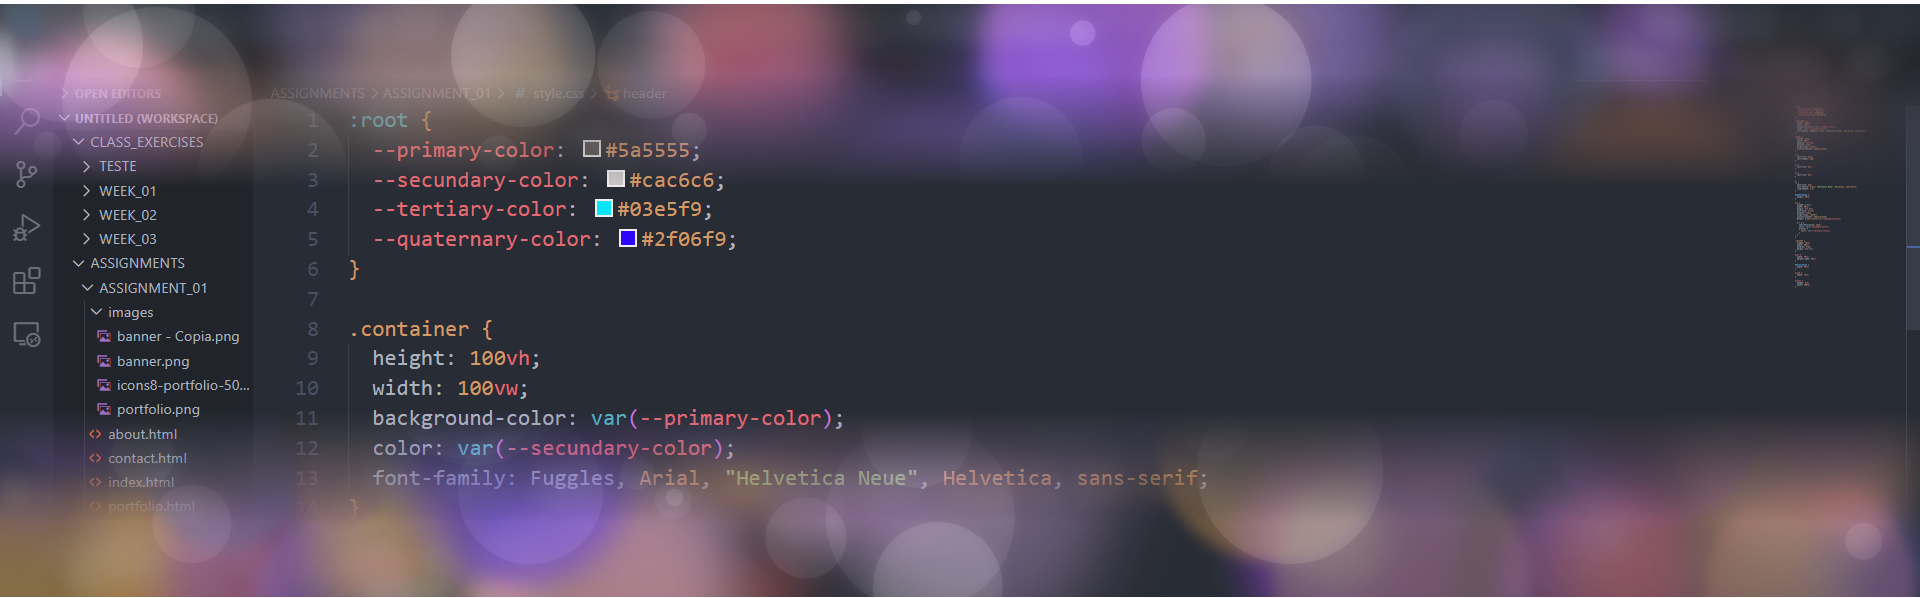 OPEN EDITORS
UNTITLED (WORKSPACE)
CLASS_EXERCISES
TESTE
WEEK_01
WEEK_02
WEEK_03
ASSIGNMENTS
ASSIGNMENT_01
images
banner - Copia.png
banner.png
icons8-portfolio-50...
portfolio.png
about.html
contact.html
index.html
portfolio.html
ASSIGNMENTS > ASSIGNMENT_01 > # style.css > header
1 :root {
2 --primary-color: #5a5555;
3 --secundary-color: #cac6c6;
4 --tertiary-color: #03e5f9;
5 --quaternary-color: #2f06f9;
6 }
7
8 .container {
9 height: 100vh;
10 width: 100vw;
11 background-color: var(--primary-color);
12 color: var(--secundary-color);
13 font-family: Fuggles, Arial, "Helvetica Neue", Helvetica, sans-serif;
14 }